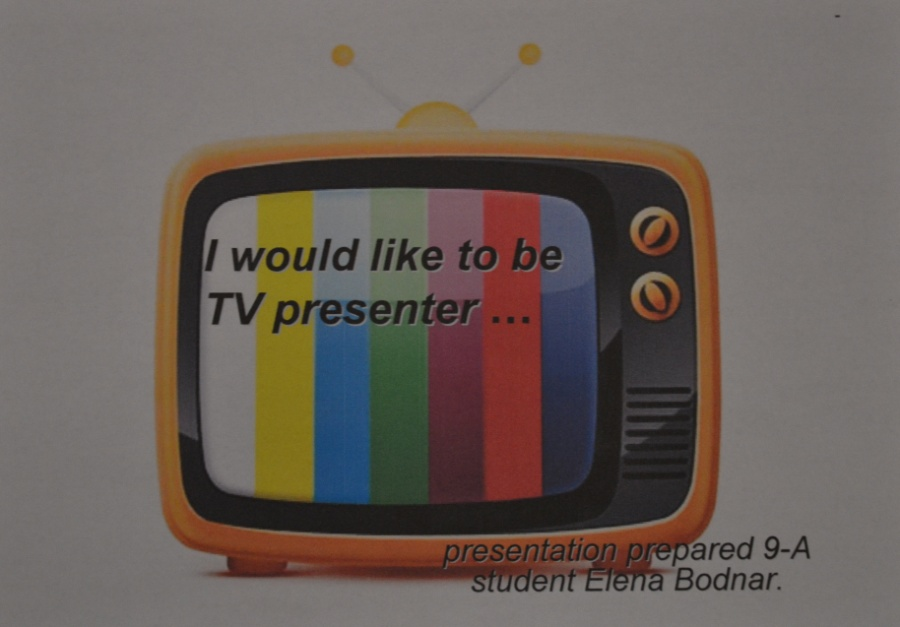 I would like to be
TV presenter ...
presentation prepared 9-A
student Elena Bodnar.